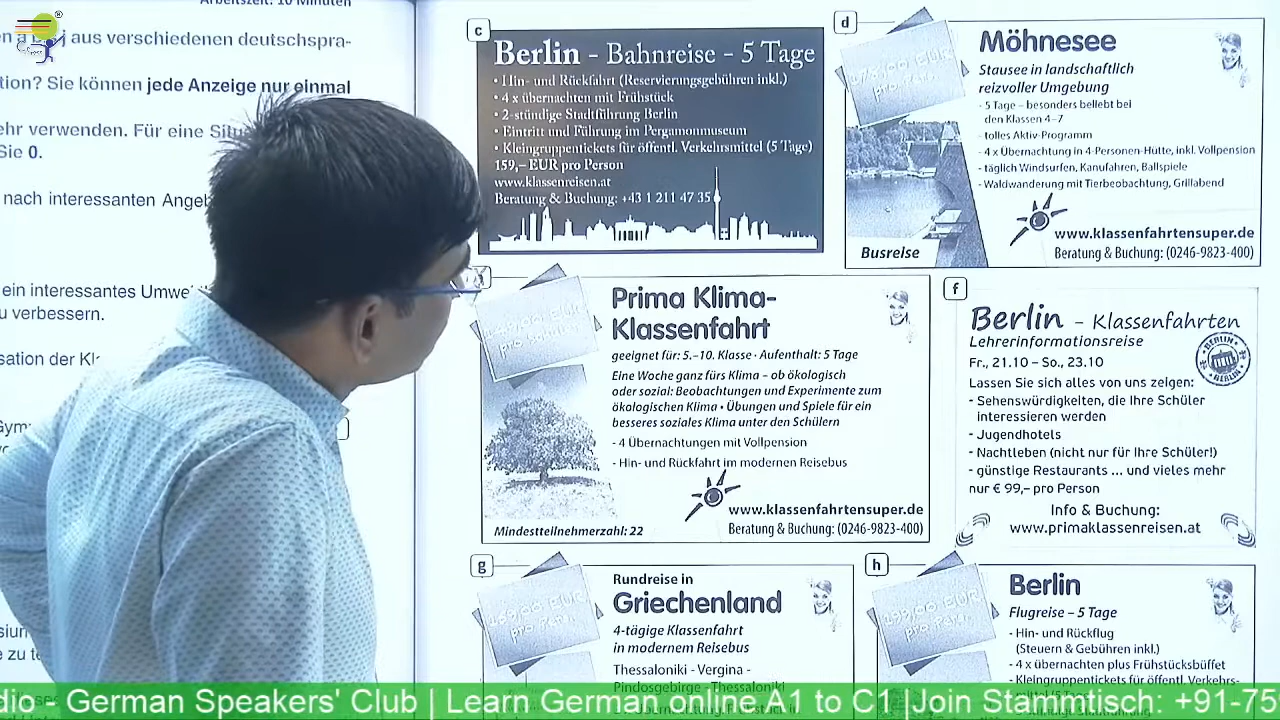 Arbeitszeit: 10 Minuten
aus verschiedenen deutschspra-
tion? Sie können jede Anzeige nur einmal
ehr verwenden. Für eine
Sie 0.
nach interessanten
ein interessantes
u verbessern.
sation der
c
Berlin - Bahnreise - 5 Tage
• Hin- und Rückfahrt (Reservierungsgebühren inkl.)
• 4 x übernachten mit Frühstück
• 2-stündige Stadtführung Berlin
• Eintritt und Führung im Pergamonmuseum
• Kleingruppentickets für öffentl. Verkehrsmittel (5 Tage)
159,– EUR pro Person
www.klassenreisen.at
Beratung & Buchung: +43 1 211 47 35
d
Möhnesee
Stausee in landschaftlich
reizvoller Umgebung
- 5 Tage – besonders beliebt bei
den Klassen 4–7
- tolles Aktiv-Programm
- 4 x Übernachtung in 4-Personen-Hütte, inkl. Vollpension
- täglich Windsurfen, Kanufahren, Ballspiele
- Waldwanderung mit Tierbeobachtung, Grillabend
www.klassenfahrtensuper.de
Busreise
Beratung & Buchung: (0246-9823-400)
Prima Klima-
Klassenfahrt
geeignet für: 5.–10. Klasse · Aufenthalt: 5 Tage
Eine Woche ganz fürs Klima – ob ökologisch
oder sozial: Beobachtungen und Experimente zum
ökologischen Klima • Übungen und Spiele für ein
besseres soziales Klima unter den Schülern
- 4 Übernachtungen mit Vollpension
- Hin- und Rückfahrt im modernen Reisebus
www.klassenfahrtensuper.de
Mindestteilnehmerzahl: 22
Beratung & Buchung: (0246-9823-400)
f
Berlin – Klassenfahrten
Lehrerinformationsreise
Fr., 21.10 – So., 23.10
BERLIN
BERLIN
Lassen Sie sich alles von uns zeigen:
- Sehenswürdigkeiten, die Ihre Schüler
interessieren werden
- Jugendhotels
- Nachtleben (nicht nur für Ihre Schüler!)
- günstige Restaurants ... und vieles mehr
nur € 99,– pro Person
Info & Buchung:
www.primaklassenreisen.at
g
Rundreise in
Griechenland
4-tägige Klassenfahrt
in modernem Reisebus
Thessaloniki - Vergina -
Pindosgebirge - Thessaloniki
h
Berlin
Flugreise – 5 Tage
- Hin- und Rückflug
(Steuern & Gebühren inkl.)
- 4 x übernachten plus Frühstücksbüffet
- Kleingruppentickets für öffentl. Verkehrs-
dio - German Speakers' Club | Learn German online A1 to C1 |Join Stammtisch: +91-75